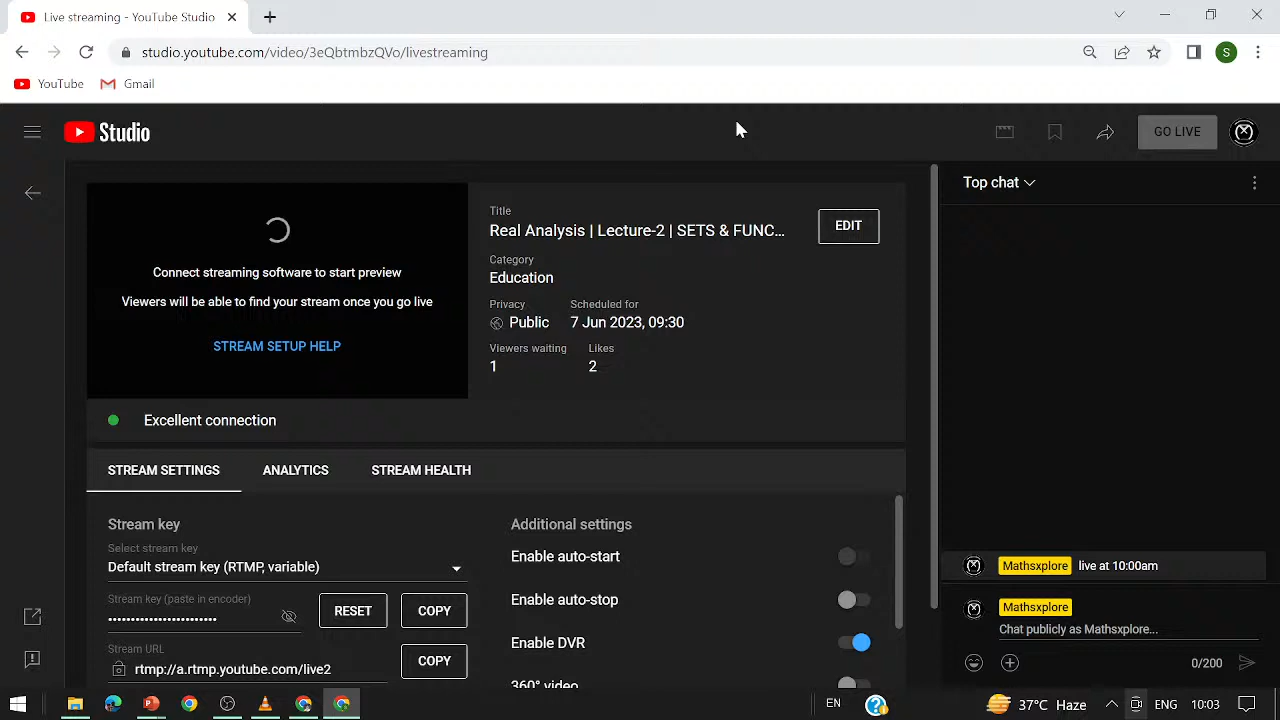 Live streaming - YouTube Studio
studio.youtube.com/video/3eQbtmbzQVo/livestreaming
S
YouTube
Gmail
Studio
GO LIVE
Connect streaming software to start preview
Viewers will be able to find your stream once you go live
STREAM SETUP HELP
Title
Real Analysis | Lecture-2 | SETS & FUNC...
EDIT
Category
Education
Privacy
Scheduled for
Public
7 Jun 2023, 09:30
Viewers waiting
Likes
1
2
Excellent connection
STREAM SETTINGS
ANALYTICS
STREAM HEALTH
Stream key
Select stream key
Default stream key (RTMP, variable)
Stream key (paste in encoder)
RESET
COPY
Stream URL
rtmp://a.rtmp.youtube.com/live2
COPY
Additional settings
Enable auto-start
Enable auto-stop
Enable DVR
360° video
Top chat
Mathsxplore live at 10:00am
Mathsxplore
Chat publicly as Mathsxplore...
0/200
EN
37°C Haze
ENG
10:03